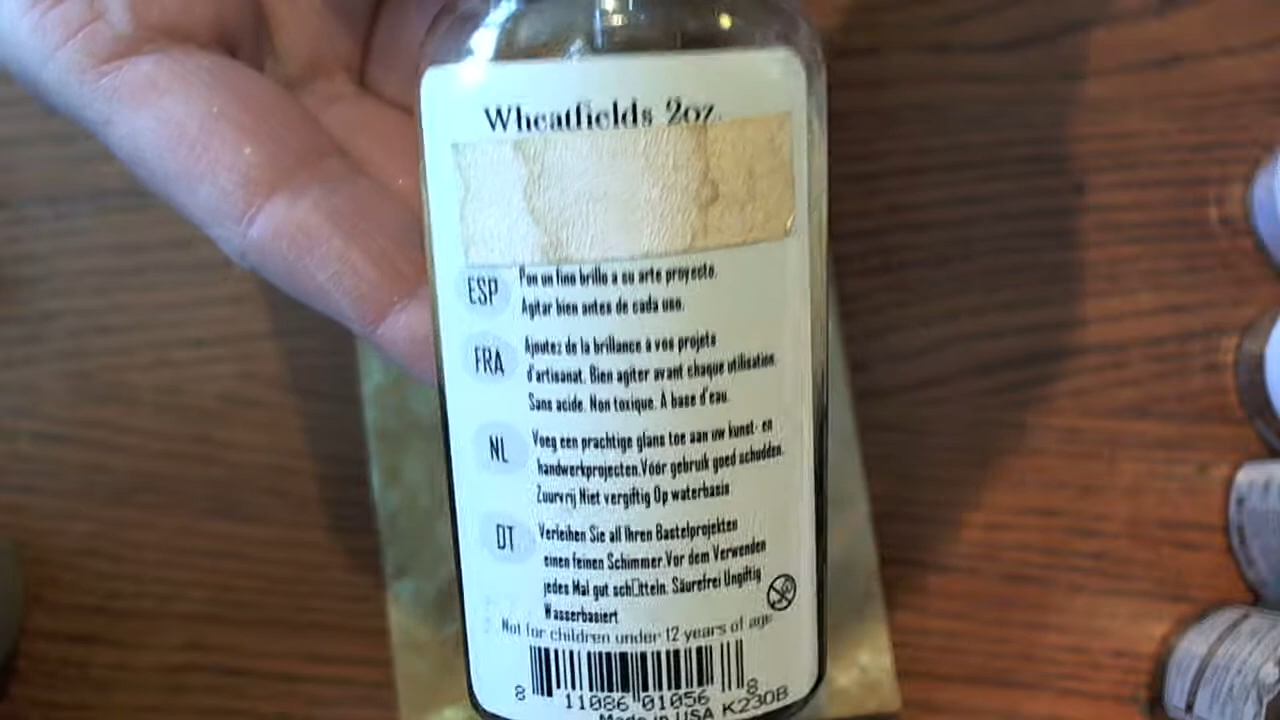 Wheatfields 2oz.
ESP
Pon un fino brillo a su arte proyecto.
Agitar bien antes de cada uso.
FRA
Ajoutez de la brillance à vos projets
d'artisanat. Bien agiter avant chaque utilisation.
Sans acide. Non toxique. À base d'eau.
NL
Voeg een prachtige glans toe aan uw kunst- en
handwerkprojecten.Vóór gebruik goed schudden.
Zuurvrij Niet vergiftig Op waterbasis
DT
Verleihen Sie all Ihren Bastelprojekten
einen feinen Schimmer.Vor dem Verwenden
jedes Mal gut sch□tteln. Säurefrei Ungiftig
Wasserbasiert
Not for children under 12 years of age
8 11086 01056 8
Made in USA K230B